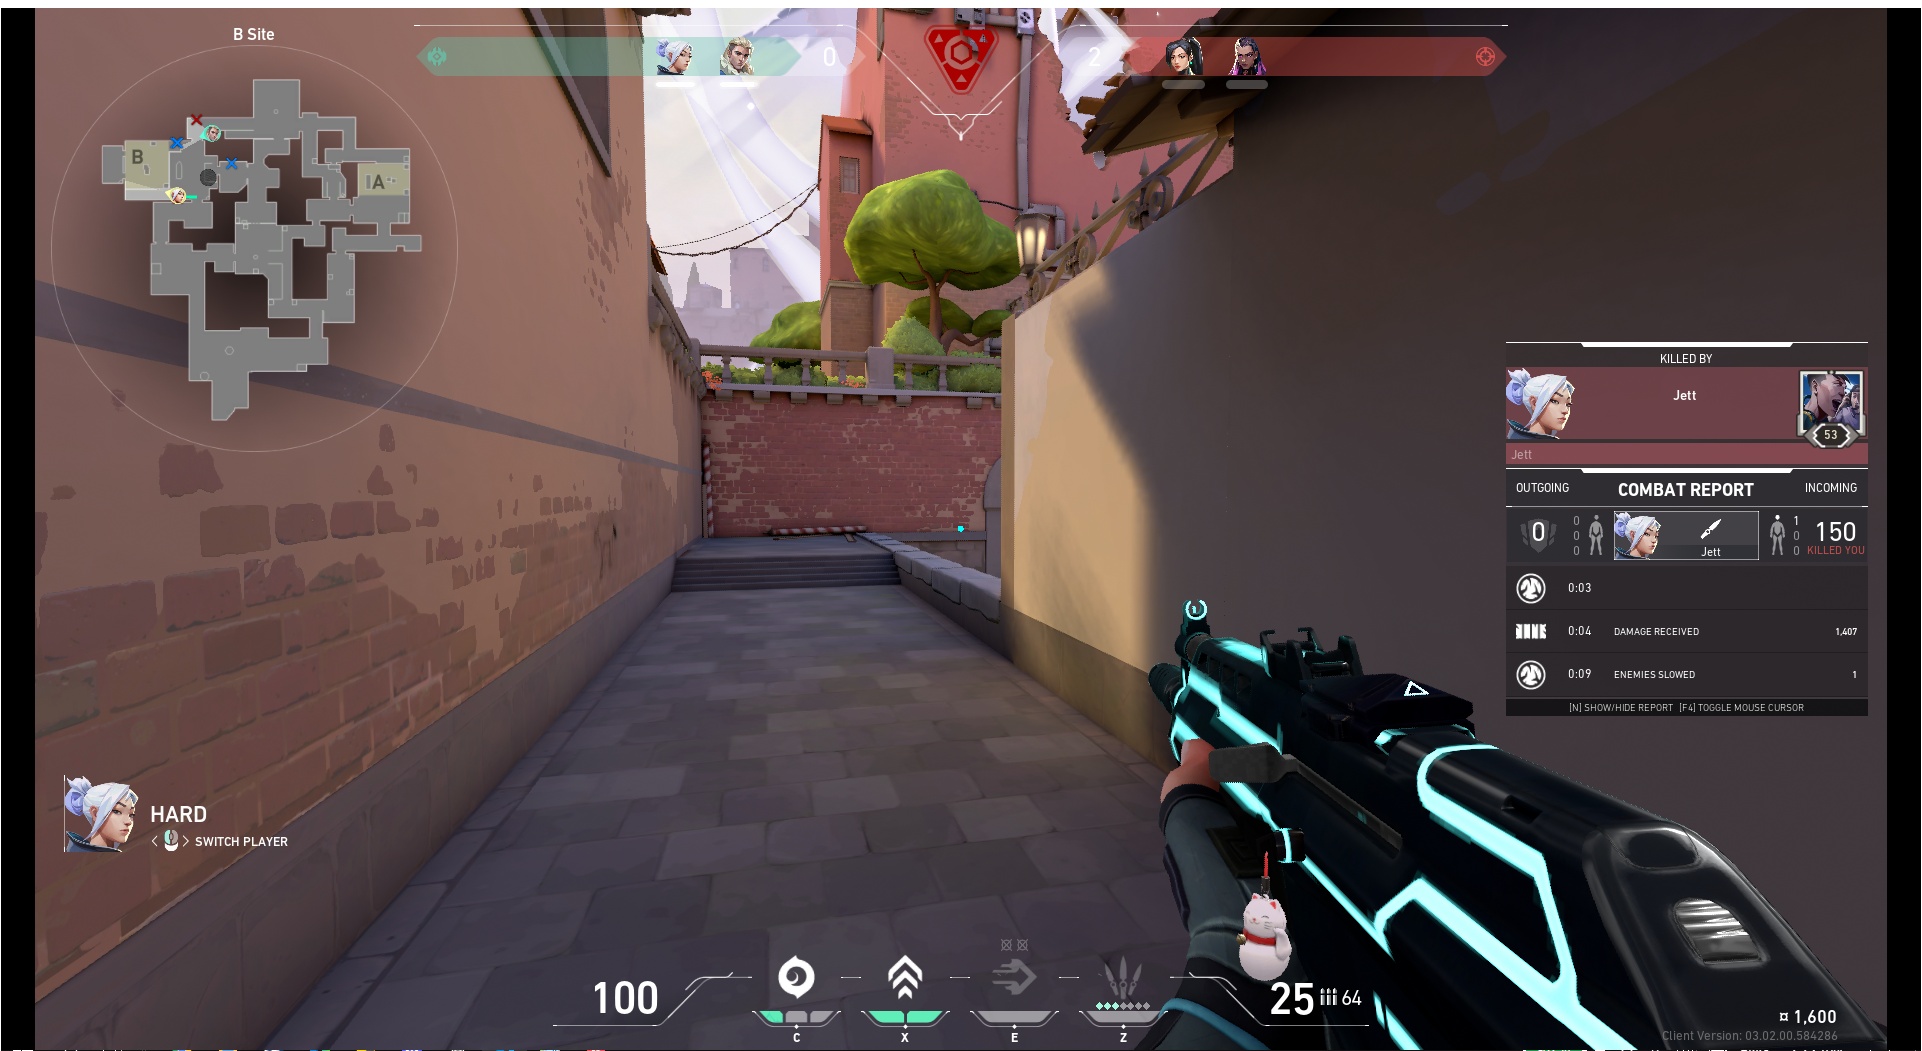 B Site
0
2
B
A
KILLED BY
Jett
53
Jett
OUTGOING COMBAT REPORT INCOMING
0 0 0 0 Jett 1 0 0 150 KILLED YOU
0:03
0:04 DAMAGE RECEIVED 1,407
0:09 ENEMIES SLOWED 1
[N] SHOW/HIDE REPORT [F4] TOGGLE MOUSE CURSOR
HARD
< > SWITCH PLAYER
100
25 64
C X E Z
¤ 1,600
Client Version: 03.02.00.584286